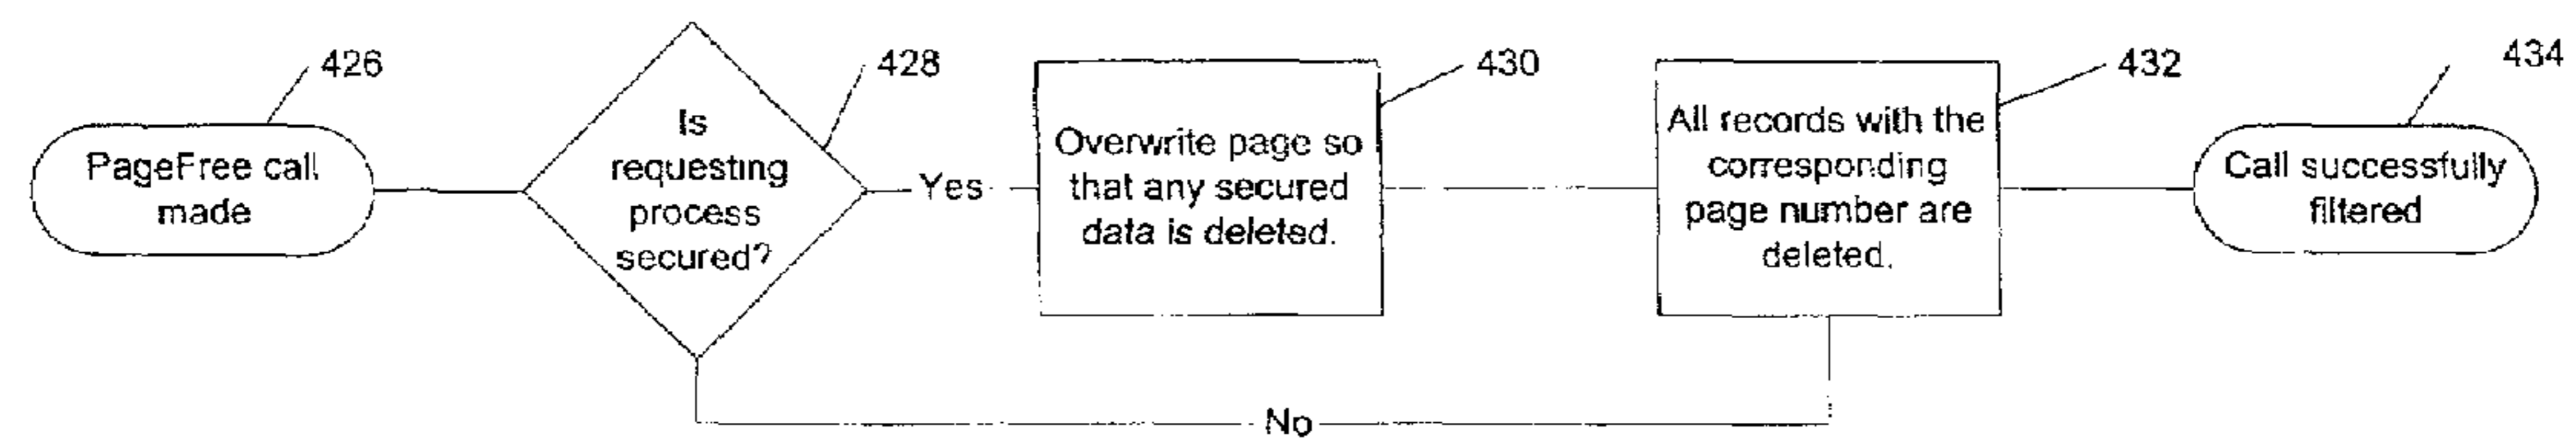 426
PageFree call
made
428
Is
requesting
process
secured?
Yes
430
Overwrite page so
that any secured
data is deleted.
432
All records with the
corresponding
page number are
deleted.
434
Call successfully
filtered
No